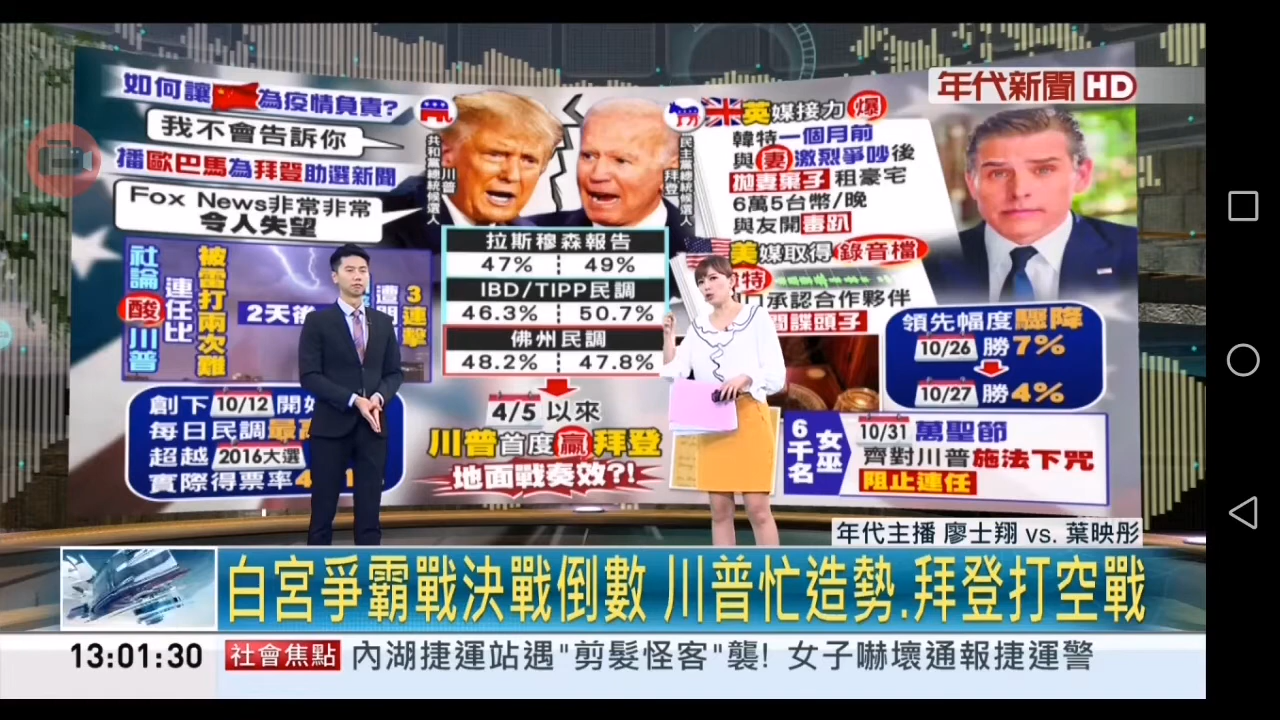 年代新聞 HD
如何讓為疫情負責?
我不會告訴你
播歐巴馬為拜登助選新聞
Fox News非常非常
令人失望
社論
酸
川普
連任比
被雷打兩次難
2天後
遭
3連擊
創下 10/12 開始
每日民調最高
超越 2016大選
實際得票率4
共和黨總統候選人
川普
民主黨總統候選人
拜登
拉斯穆森報告
47% 49%
IBD/TIPP民調
46.3% 50.7%
佛州民調
48.2% 47.8%
4/5 以來
川普首度贏拜登
地面戰奏效?!
英媒接力 爆
韓特一個月前
與妻激烈爭吵後
拋妻棄子 租豪宅
6萬5台幣/晚
與友開毒趴
美媒取得錄音檔
特
口承認合作夥伴
間諜頭子
領先幅度驟降
10/26 勝7%
10/27 勝4%
6千名
女巫
10/31 萬聖節
齊對川普施法下咒
阻止連任
年代主播 廖士翔 vs. 葉映彤
白宮爭霸戰決戰倒數 川普忙造勢.拜登打空戰
13:01:30 社會焦點 內湖捷運站遇"剪髮怪客"襲! 女子嚇壞通報捷運警